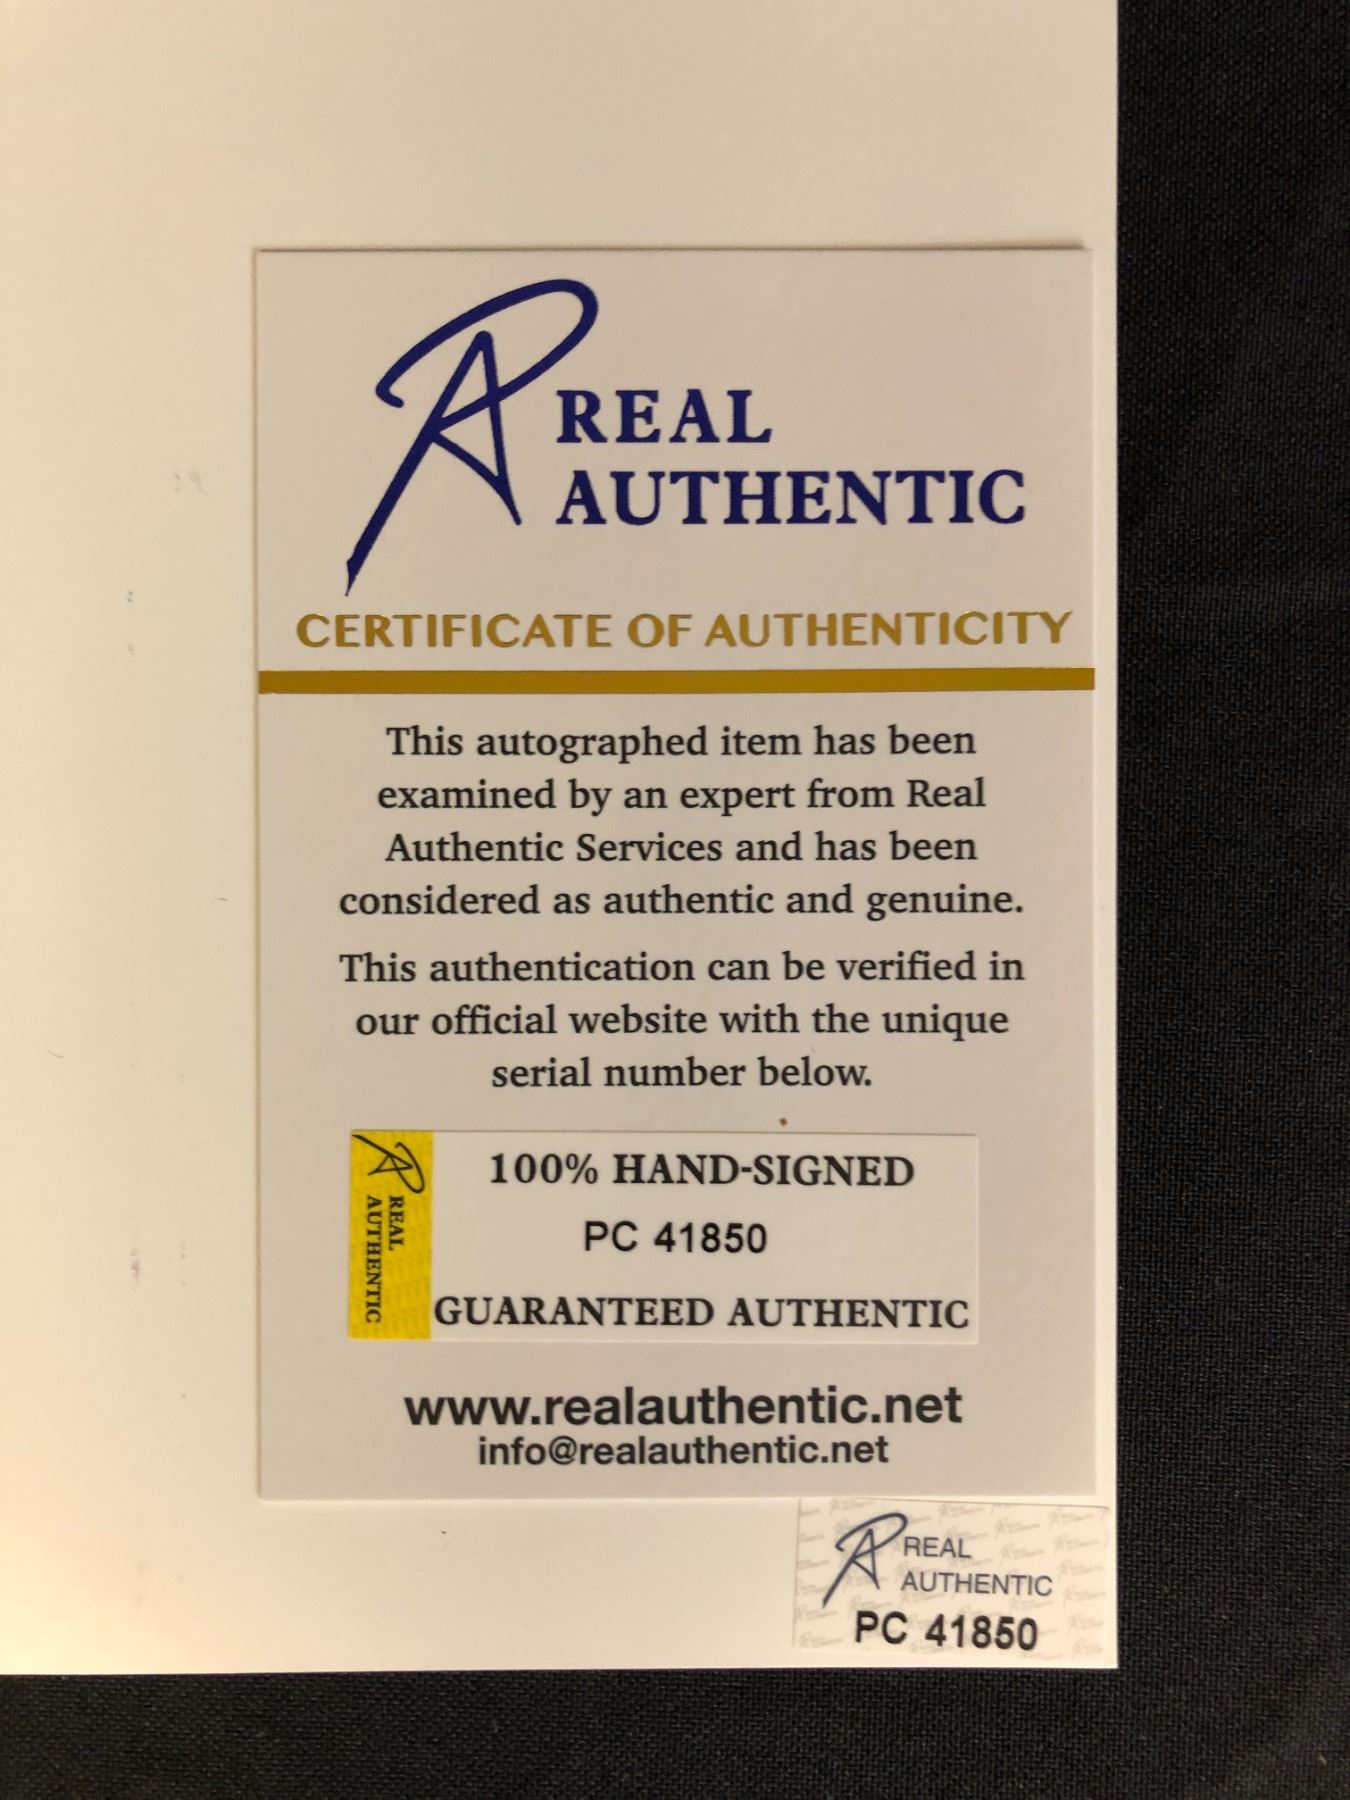 REAL
AUTHENTIC
CERTIFICATE OF AUTHENTICITY
This autographed item has been
examined by an expert from Real
Authentic Services and has been
considered as authentic and genuine.
This authentication can be verified in
our official website with the unique
serial number below.
REAL
AUTHENTIC
100% HAND-SIGNED
PC 41850
GUARANTEED AUTHENTIC
www.realauthentic.net
info@realauthentic.net
REAL
AUTHENTIC
PC 41850